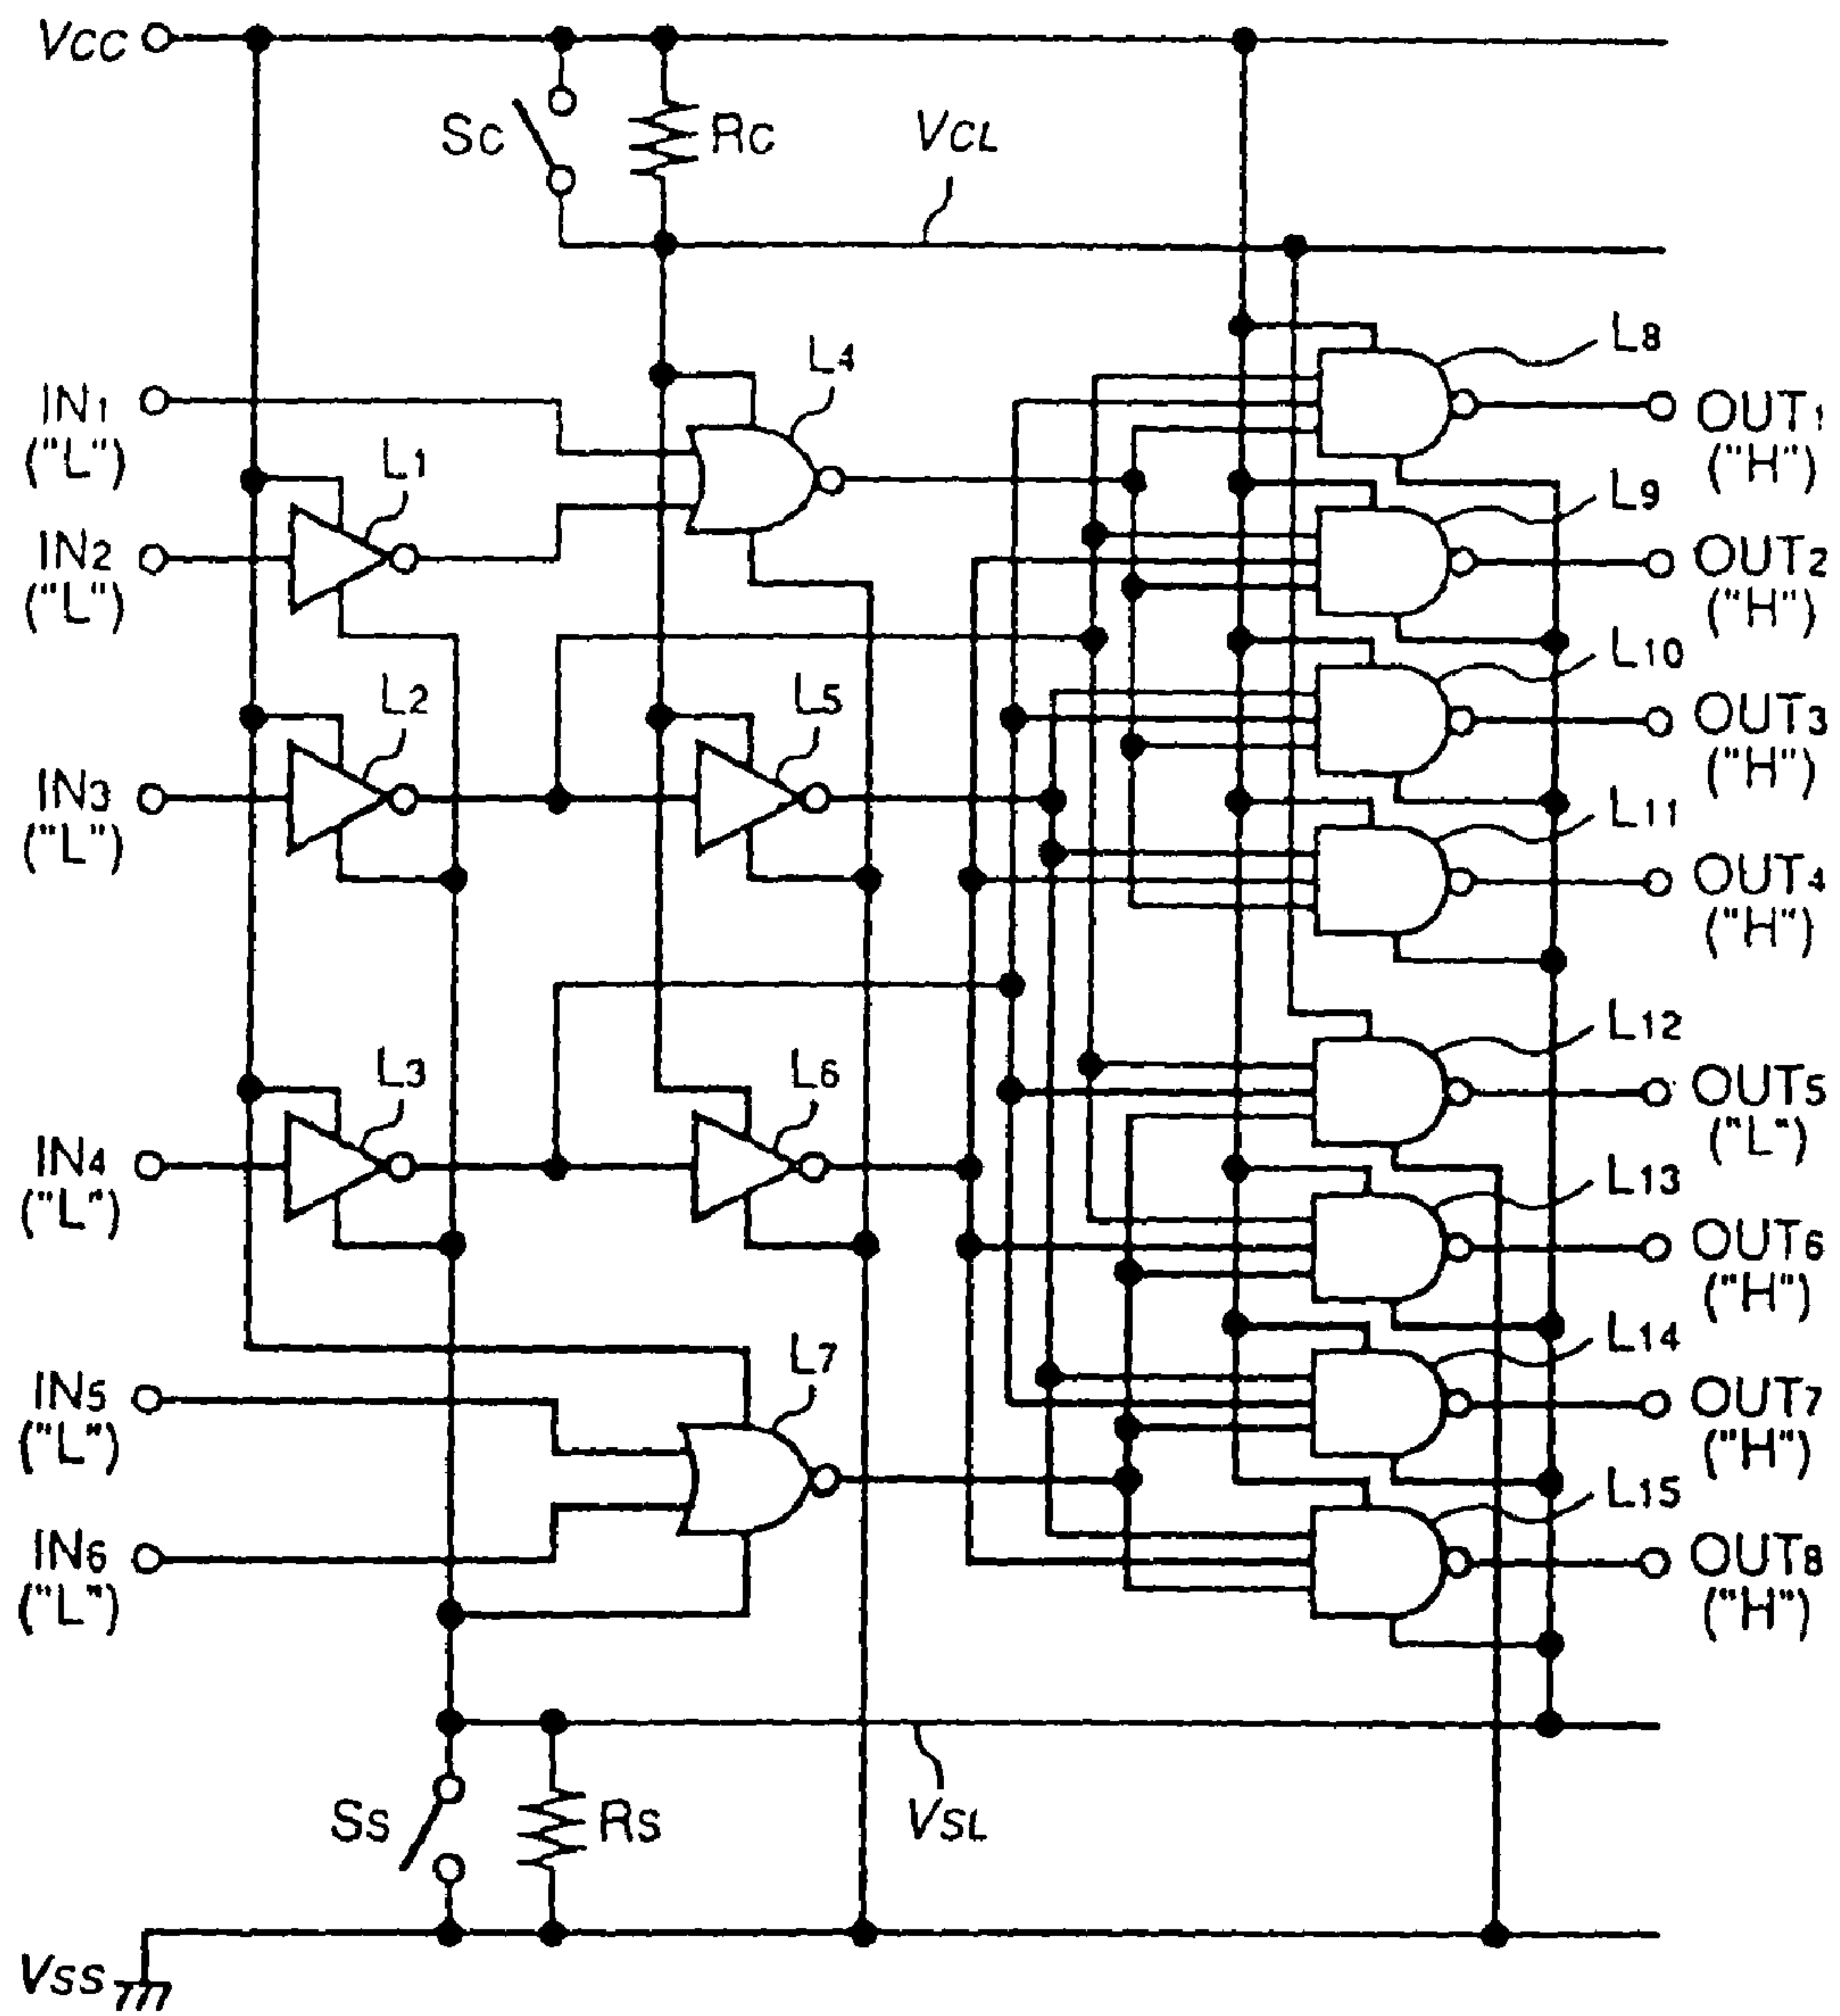 VCC
SC
RC
VCL
L4
L8
IN1
("L")
OUT1
("H")
L1
L9
IN2
("L")
OUT2
("H")
L10
L2
L5
IN3
("L")
OUT3
("H")
L11
OUT4
("H")
L12
L3
L6
IN4
("L")
OUT5
("L")
L13
OUT6
("H")
L7
L14
IN5
("L")
OUT7
("H")
L15
IN6
("L")
OUT8
("H")
SS
RS
VSL
VSS